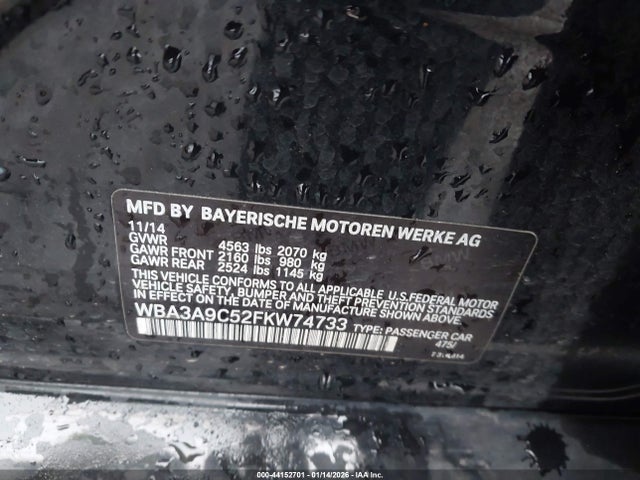 MFD BY BAYERISCHE MOTOREN WERKE AG
11/14
GVWR 4563 lbs 2070 kg
GAWR FRONT 2160 lbs 980 kg
GAWR REAR 2524 lbs 1145 kg
THIS VEHICLE CONFORMS TO ALL APPLICABLE U.S.FEDERAL MOTOR
VEHICLE SAFETY, BUMPER AND THEFT PREVENTION STANDARDS
IN EFFECT ON THE DATE OF MANUFACTURE SHOWN ABOVE.
WBA3A9C52FKW74733 TYPE: PASSENGER CAR
475/
000-44152701 - 01/14/2026 - IAA Inc.